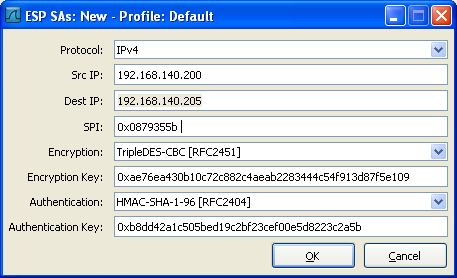 ESP SAs: New - Profile: Default
Protocol: IPv4
Src IP: 192.168.140.200
Dest IP: 192.168.140.205
SPI: 0x0879355b
Encryption: TripleDES-CBC [RFC2451]
Encryption Key: 0xae76ea430b10c72c882c4aeab2283444c54f913d87f5e109
Authentication: HMAC-SHA-1-96 [RFC2404]
Authentication Key: 0xb8dd42a1c505bed19c2bf23cef00e5d8223c2a5b
OK Cancel